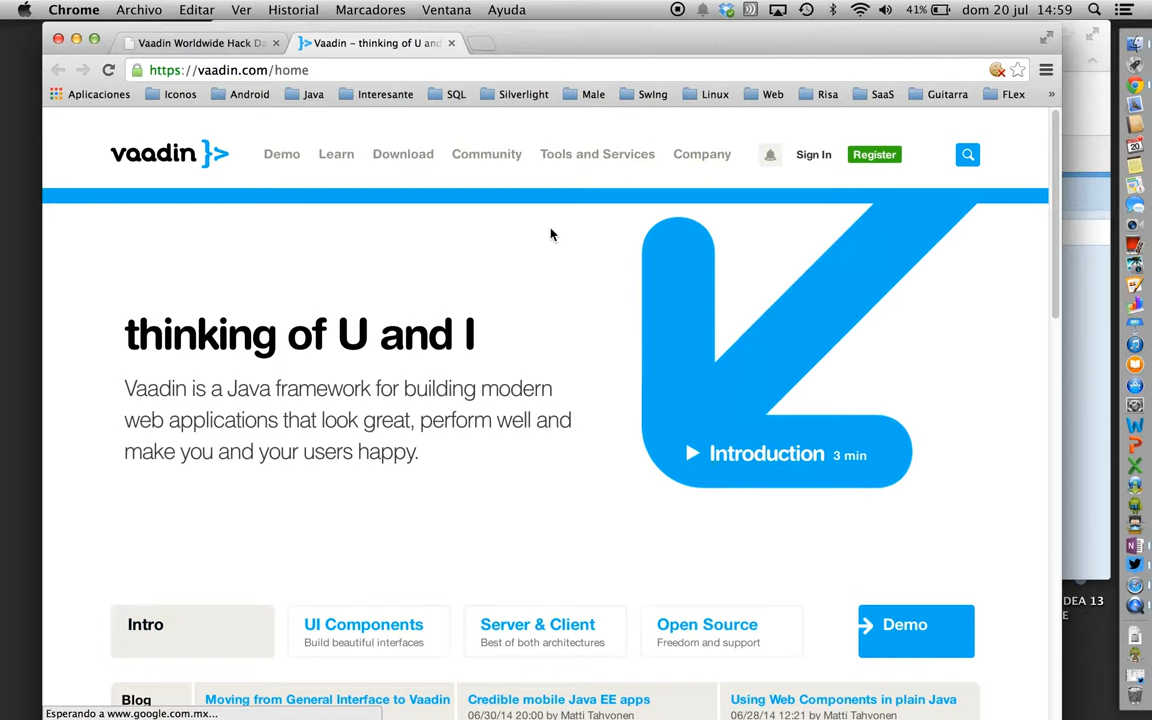 Chrome Archivo Editar Ver Historial Marcadores Ventana Ayuda 41% dom 20 jul 14:59
Vaadin Worldwide Hack Da Vaadin – thinking of U and
https://vaadin.com/home
Aplicaciones Iconos Android Java Interesante SQL Silverlight Male SwIng Linux Web Risa SaaS Guitarra FLex »
vaadin }> Demo Learn Download Community Tools and Services Company Sign In Register
thinking of U and I
Vaadin is a Java framework for building modern
web applications that look great, perform well and
make you and your users happy.
Introduction 3 min
DEA 13
E
Intro UI Components Server & Client Open Source Demo
Build beautiful interfaces Best of both architectures Freedom and support
Blog Moving from General Interface to Vaadin Credible mobile Java EE apps Using Web Components in plain Java
06/30/14 20:00 by Matti Tahvonen 06/28/14 12:21 by Matti Tahvonen
Esperando a www.google.com.mx...